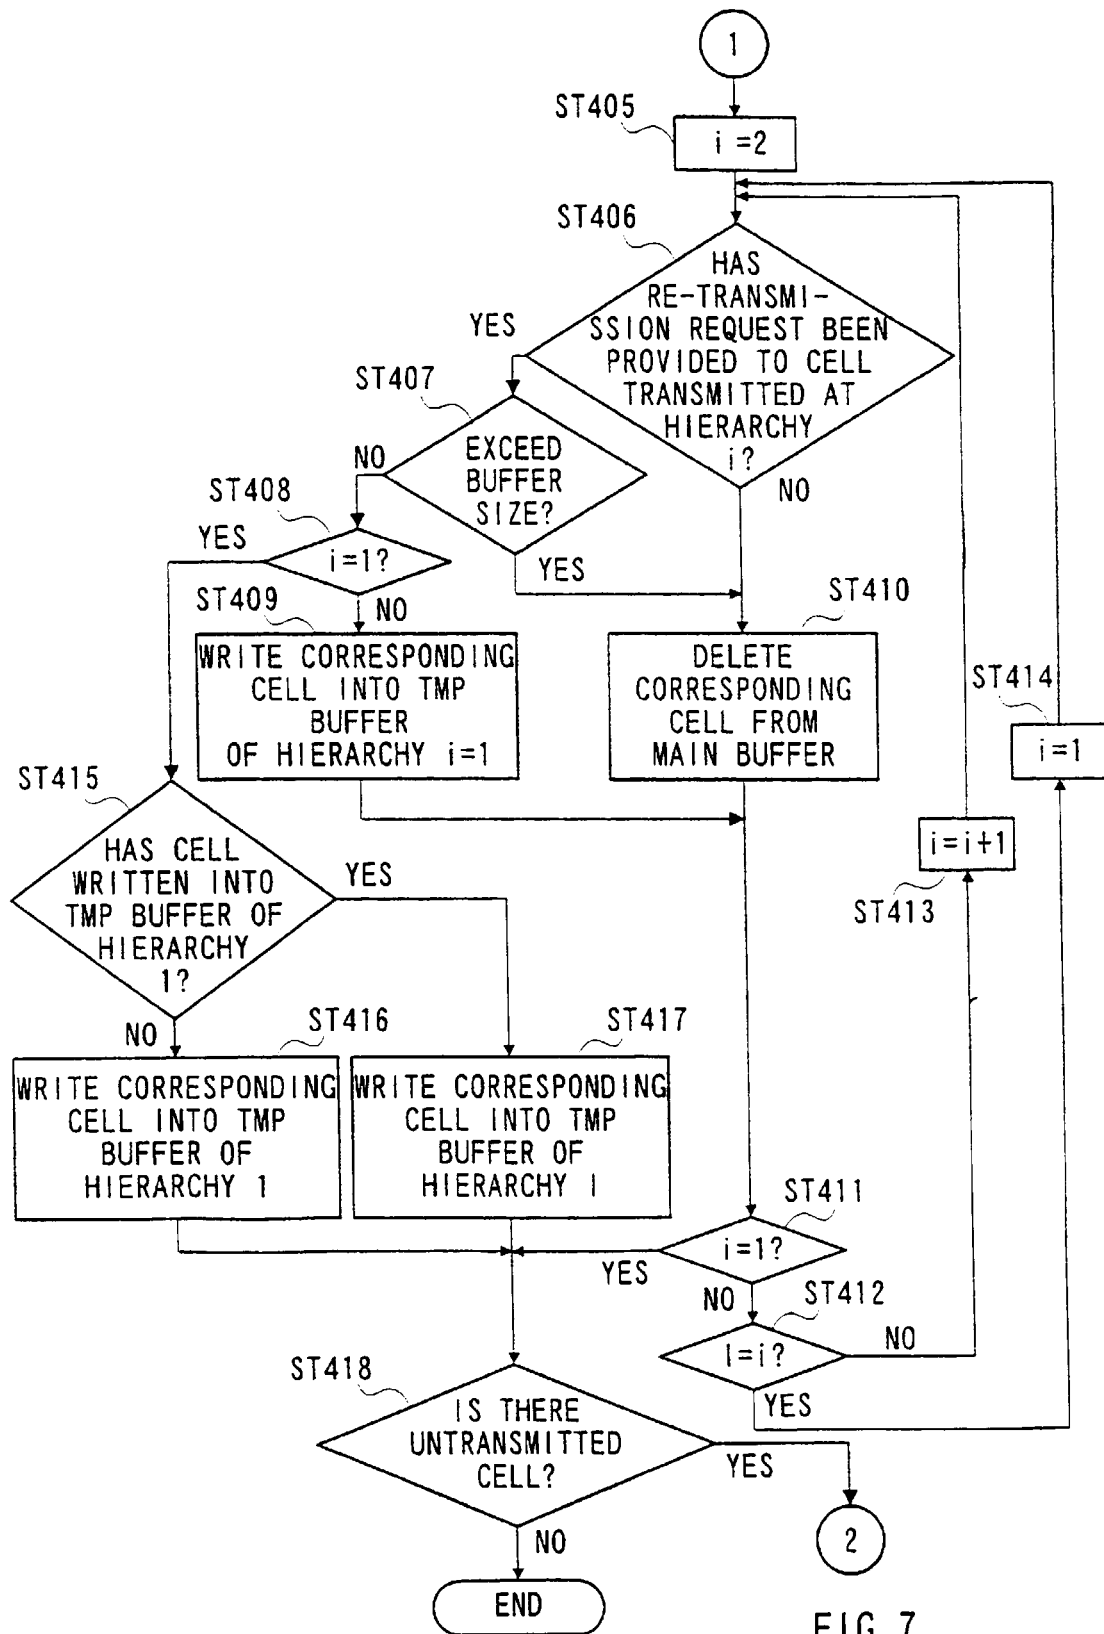 1
ST405
i =2
ST406
HAS
RE-TRANSMI-
SSION REQUEST BEEN
PROVIDED TO CELL
TRANSMITTED AT
HIERARCHY
i?
YES
NO
ST407
EXCEED
BUFFER
SIZE?
NO
YES
ST408
i=1?
YES
NO
ST409
WRITE CORRESPONDING
CELL INTO TMP
BUFFER
OF HIERARCHY i=1
ST410
DELETE
CORRESPONDING
CELL FROM
MAIN BUFFER
ST414
i=1
i=i+1
ST413
ST415
HAS CELL
WRITTEN INTO
TMP BUFFER OF
HIERARCHY
1?
YES
NO
ST416
WRITE CORRESPONDING
CELL INTO TMP
BUFFER OF
HIERARCHY 1
ST417
WRITE CORRESPONDING
CELL INTO TMP
BUFFER OF
HIERARCHY I
ST411
i=1?
YES
NO
ST412
I=i?
NO
YES
ST418
IS THERE
UNTRANSMITTED
CELL?
YES
NO
2
END
FIG. 7